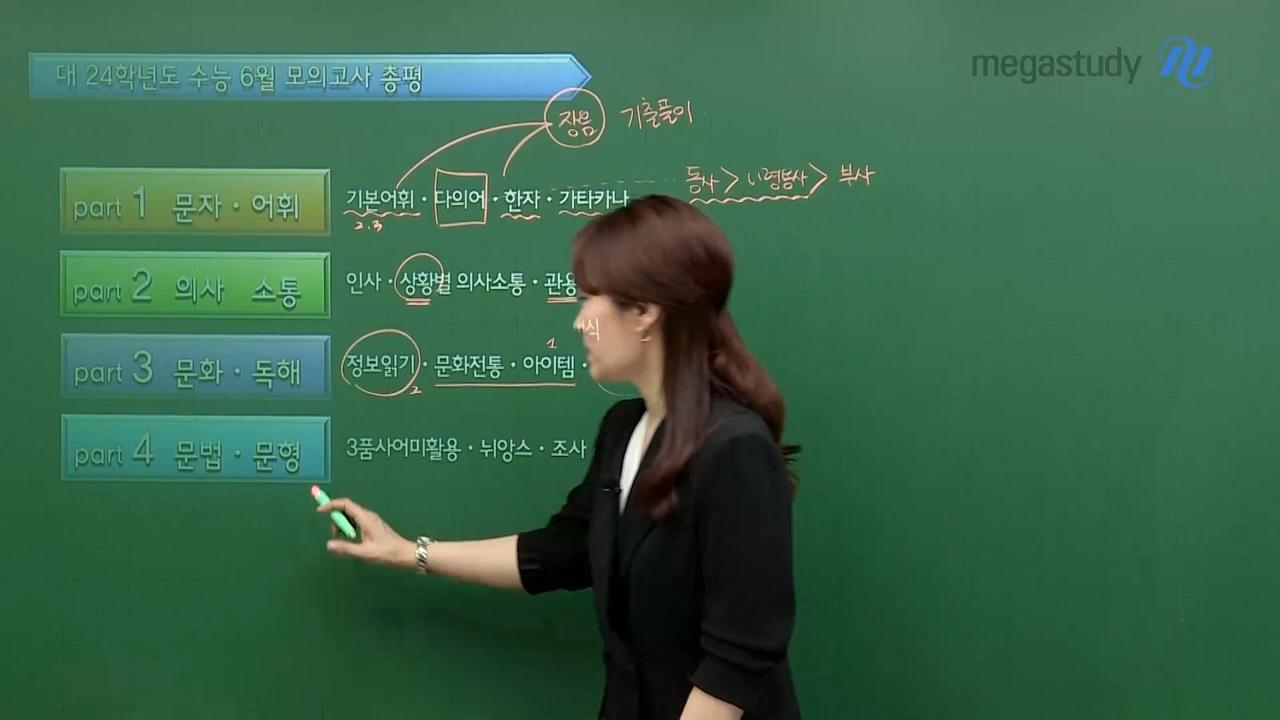 megastudy
대 24학년도 수능 6월 모의고사 총평
장음 기출풀이
part 1 문자 · 어휘
기본어휘 · 다의어 · 한자 · 가타카나
동사 > い형용사 > 부사
2.3
part 2 의사 소통
인사 · 상황별 의사소통 · 관용
식
part 3 문화 · 독해
정보읽기 · 문화전통 · 아이템 ·
1
2
part 4 문법 · 문형
3품사어미활용 · 뉘앙스 · 조사